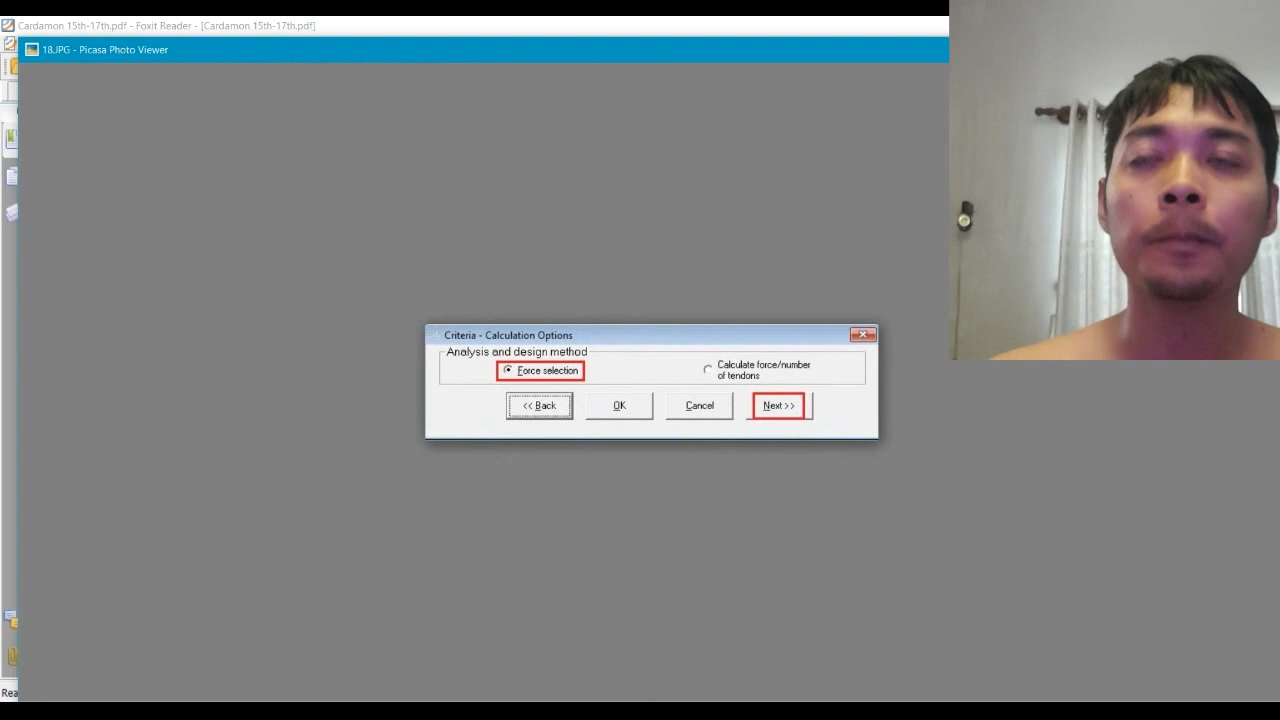 Cardamon 15th-17th.pdf - Foxit Reader - [Cardamon 15th-17th.pdf]
18.JPG - Picasa Photo Viewer
Criteria - Calculation Options
Analysis and design method
Force selection
Calculate force/number
of tendons
<< Back
OK
Cancel
Next >>
Rea